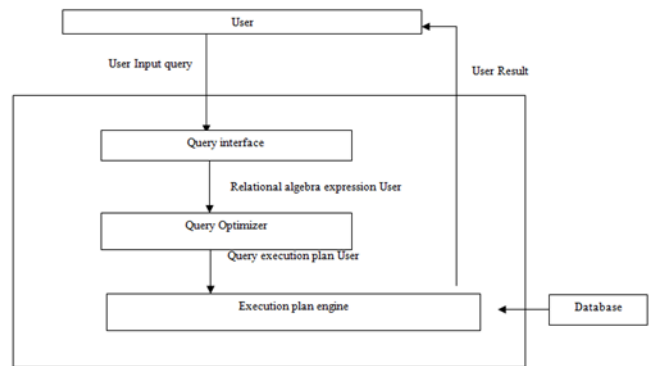 User
User Input query
User Result
Query interface
Relational algebra expression User
Query Optimizer
Query execution plan User
Execution plan engine
Database